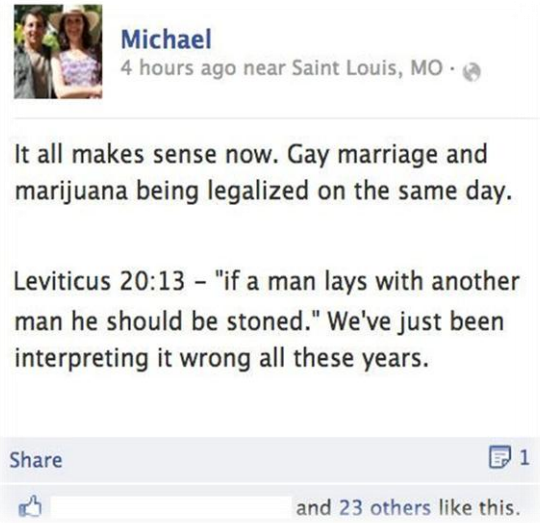 Michael
4 hours ago near Saint Louis, MO ·
It all makes sense now. Gay marriage and
marijuana being legalized on the same day.
Leviticus 20:13 – "if a man lays with another
man he should be stoned." We've just been
interpreting it wrong all these years.
Share 1
and 23 others like this.